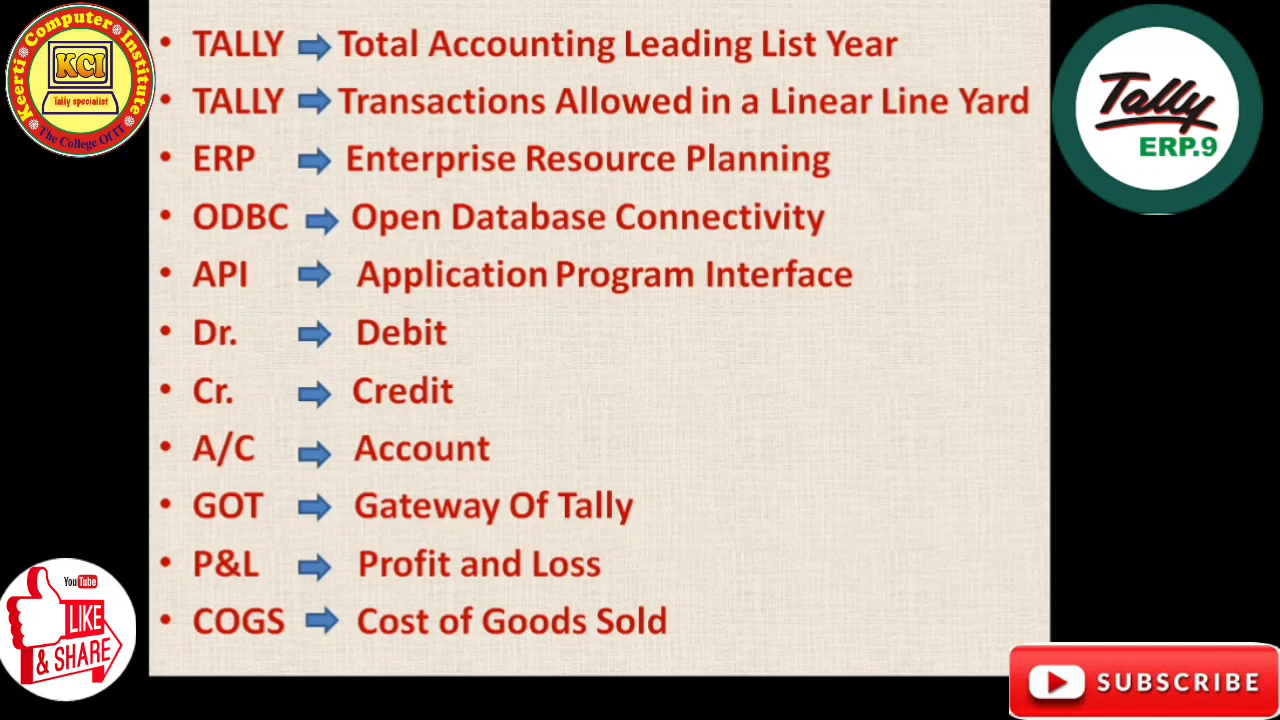 Keerti Computer Institute
KCI
Tally specialist
The College Of IT
• TALLY Total Accounting Leading List Year
• TALLY Transactions Allowed in a Linear Line Yard
• ERP Enterprise Resource Planning
• ODBC Open Database Connectivity
• API Application Program Interface
• Dr. Debit
• Cr. Credit
• A/C Account
• GOT Gateway Of Tally
• P&L Profit and Loss
• COGS Cost of Goods Sold
Tally
ERP.9
YouTube
LIKE
& SHARE
SUBSCRIBE